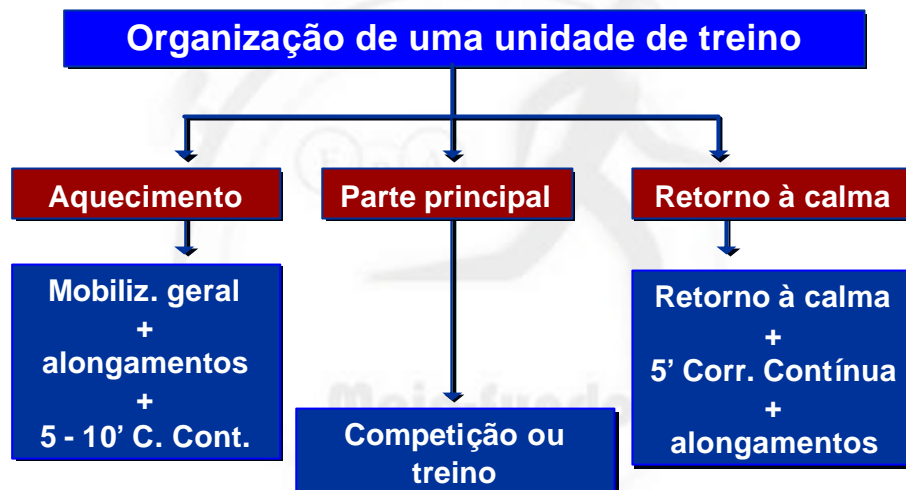 Organização de uma unidade de treino
Aquecimento
Parte principal
Retorno à calma
Mobiliz. geral
+
alongamentos
+
5 - 10’ C. Cont.
Competição ou
treino
Retorno à calma
+
5’ Corr. Contínua
+
alongamentos